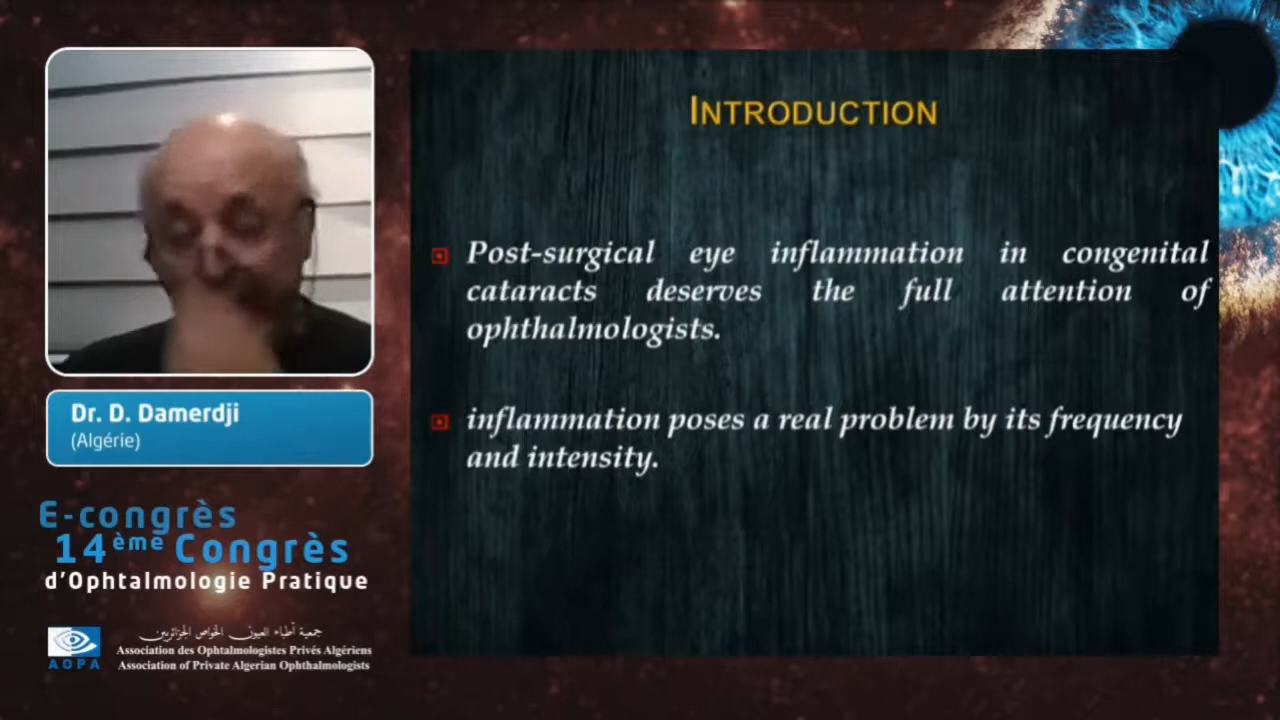 INTRODUCTION
Post-surgical eye inflammation in congenital
cataracts deserves the full attention of
ophthalmologists.
inflammation poses a real problem by its frequency
and intensity.
Dr. D. Damerdji
(Algérie)
E-congrès
14ème Congrès
d'Ophtalmologie Pratique
AOPA
جمعية أطباء العيون الخواص الجزائريين
Association des Ophtalmologistes Privés Algériens
Association of Private Algerian Ophthalmologists